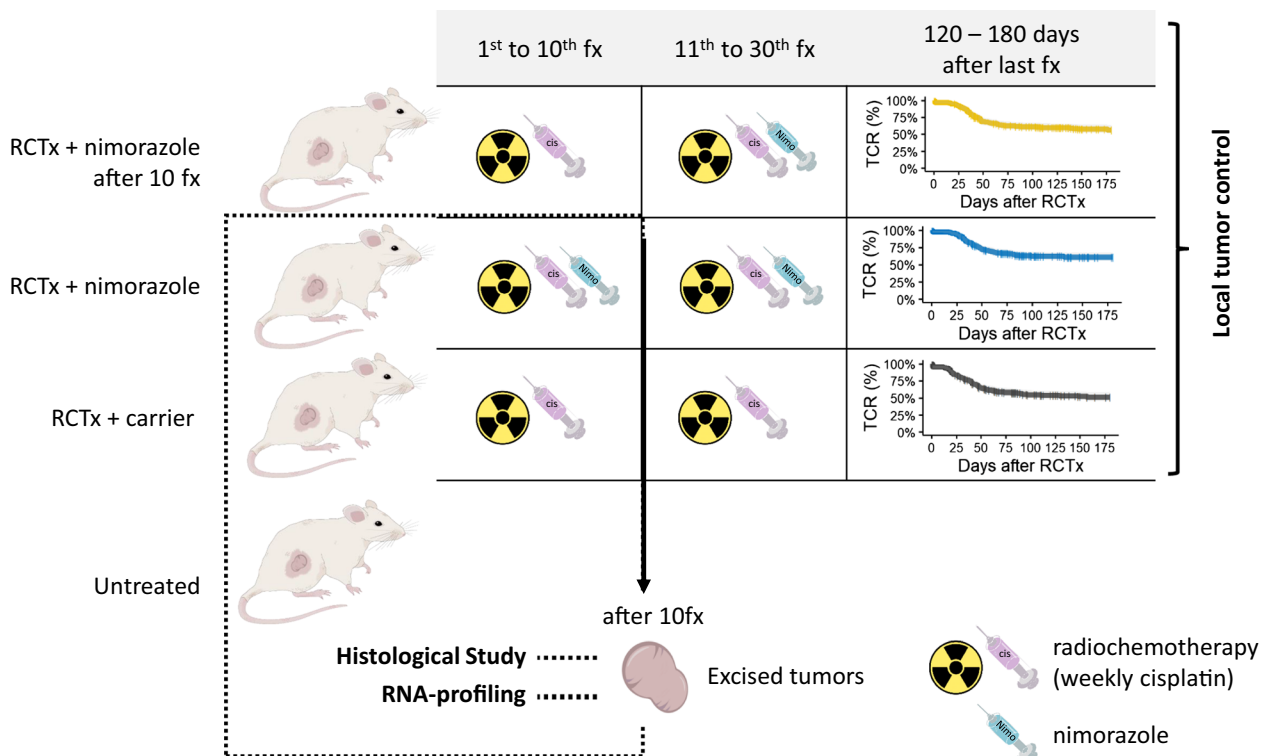 1st to 10th fx
11th to 30th fx
120 – 180 days
after last fx
RCTx + nimorazole
after 10 fx
cis
cis
Nimo
TCR (%)
100%
75%
50%
25%
0%
0 25 50 75 100 125 150 175
Days after RCTx
RCTx + nimorazole
cis
Nimo
cis
Nimo
TCR (%)
100%
75%
50%
25%
0%
0 25 50 75 100 125 150 175
Days after RCTx
RCTx + carrier
cis
cis
TCR (%)
100%
75%
50%
25%
0%
0 25 50 75 100 125 150 175
Days after RCTx
Local tumor control
Untreated
after 10fx
Histological Study
RNA-profiling
Excised tumors
cis
radiochemotherapy
(weekly cisplatin)
Nimo
nimorazole